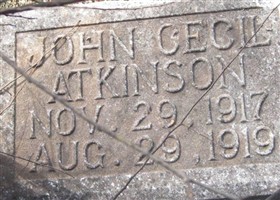 JOHN CECIL
ATKINSON
NOV. 29. 1917
AUG. 29. 1919